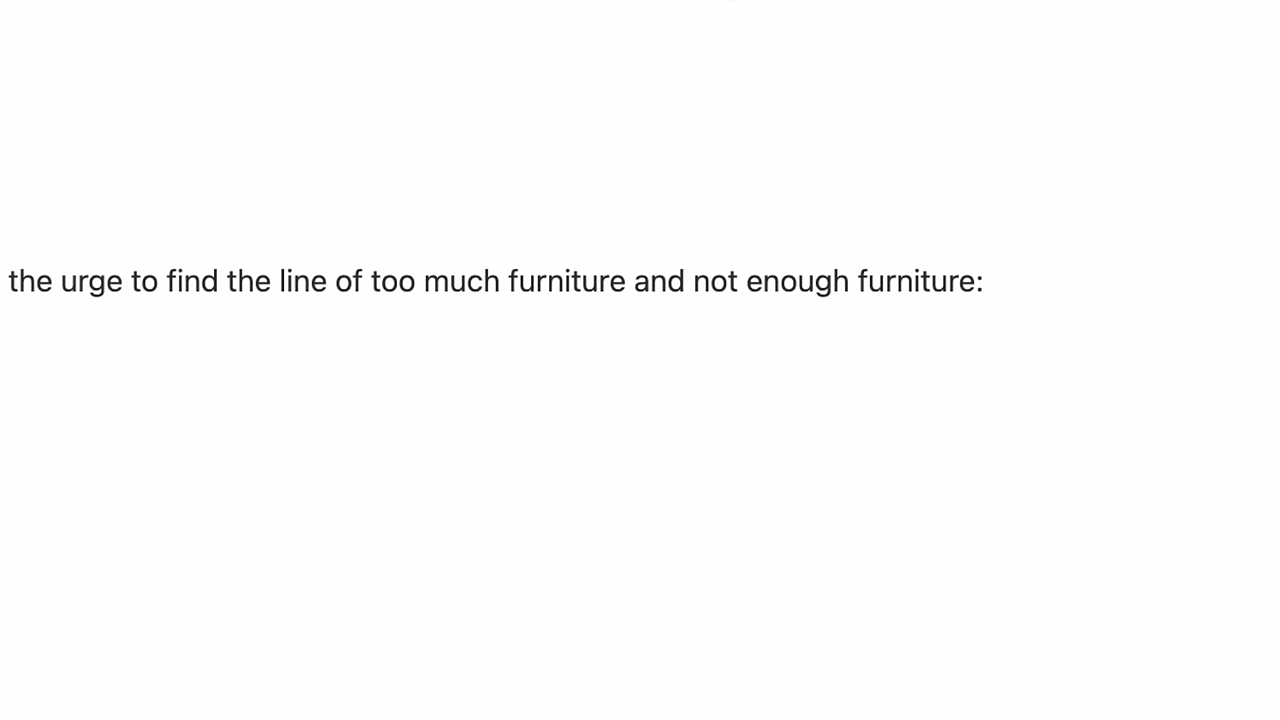 the urge to find the line of too much furniture and not enough furniture: